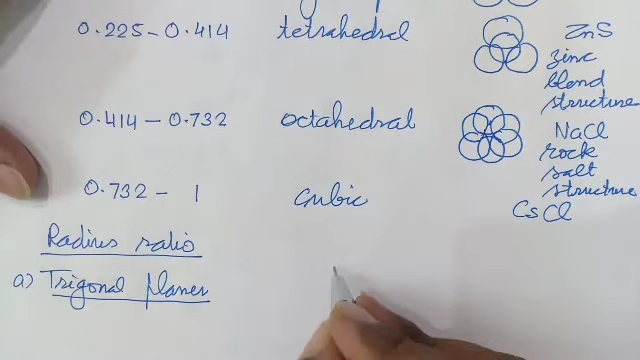 0.225 - 0.414 tetrahedral ZnS
zinc
blend
structure
0.414 - 0.732 octahedral NaCl
rock
salt
structure
0.732 - 1 cubic CsCl
Radius ratio
a) Trigonal planer